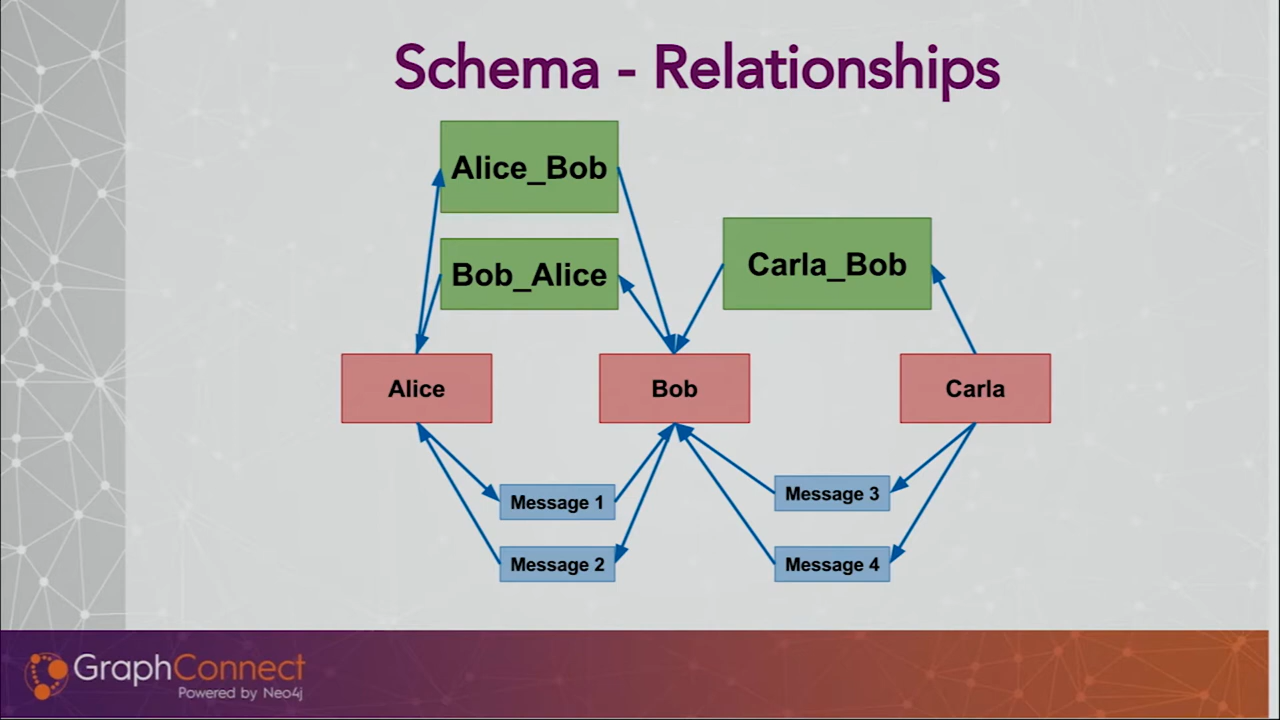 Schema - Relationships
Alice_Bob
Bob_Alice
Carla_Bob
Alice
Bob
Carla
Message 1
Message 3
Message 2
Message 4
GraphConnect
Powered by Neo4j